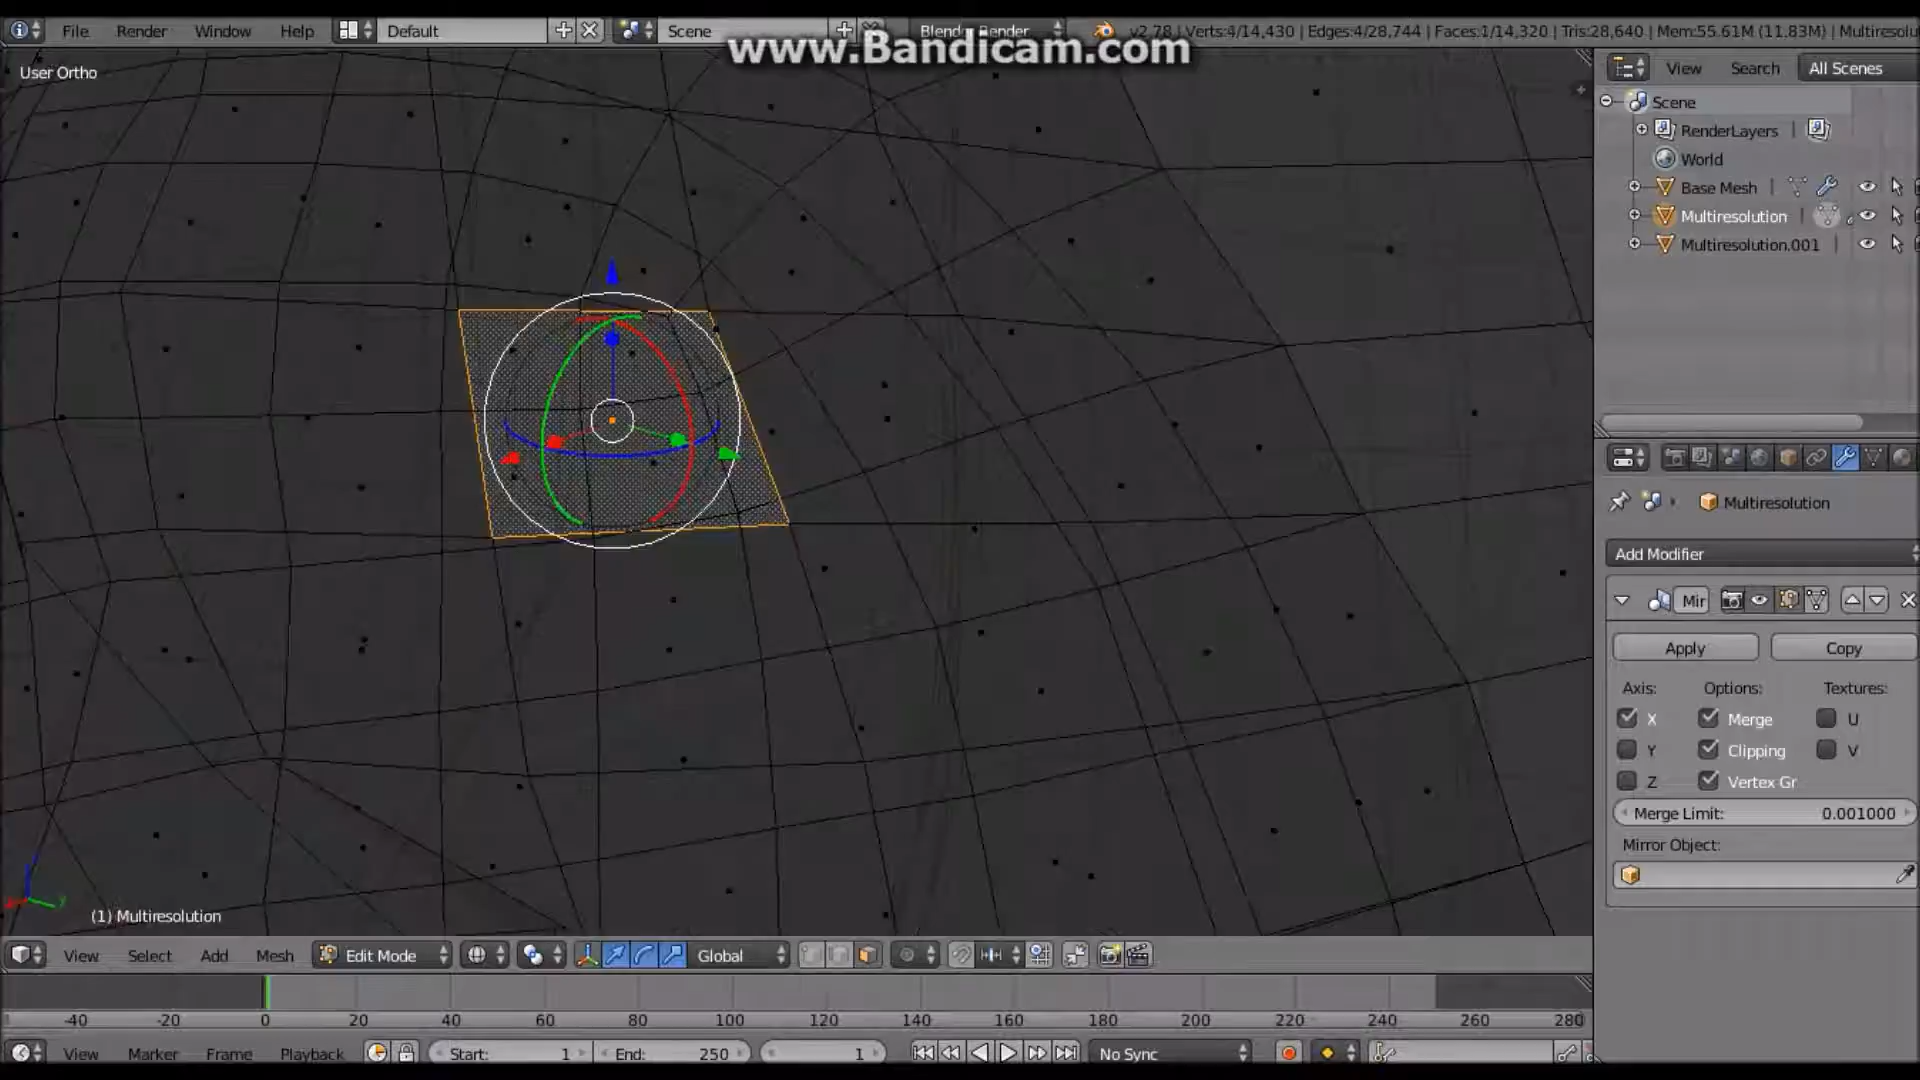 File Render Window Help Default Scene Blender Render v2.78 | Verts:4/14,430 | Edges:4/28,744 | Faces:1/14,320 | Tris:28,640 | Mem:55.61M (11.83M) | Multiresolu
www.Bandicam.com
User Ortho
View Search All Scenes
Scene
RenderLayers
World
Base Mesh
Multiresolution
Multiresolution.001
Multiresolution
Add Modifier
Mir
Apply Copy
Axis: Options: Textures:
X Merge U
Y Clipping V
Z Vertex Gr
Merge Limit: 0.001000
Mirror Object:
y
(1) Multiresolution
View Select Add Mesh Edit Mode Global
-40 -20 0 20 40 60 80 100 120 140 160 180 200 220 240 260 280
View Marker Frame Playback Start: 1 End: 250 1 No Sync